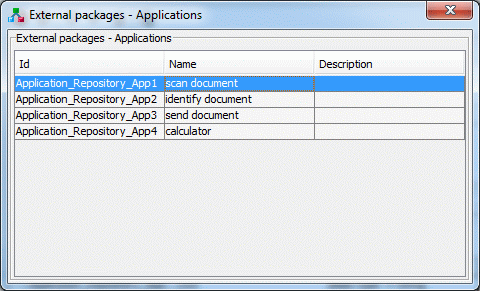 External packages - Applications
External packages - Applications
Id Name Description
Application_Repository_App1 scan document
Application_Repository_App2 identify document
Application_Repository_App3 send document
Application_Repository_App4 calculator